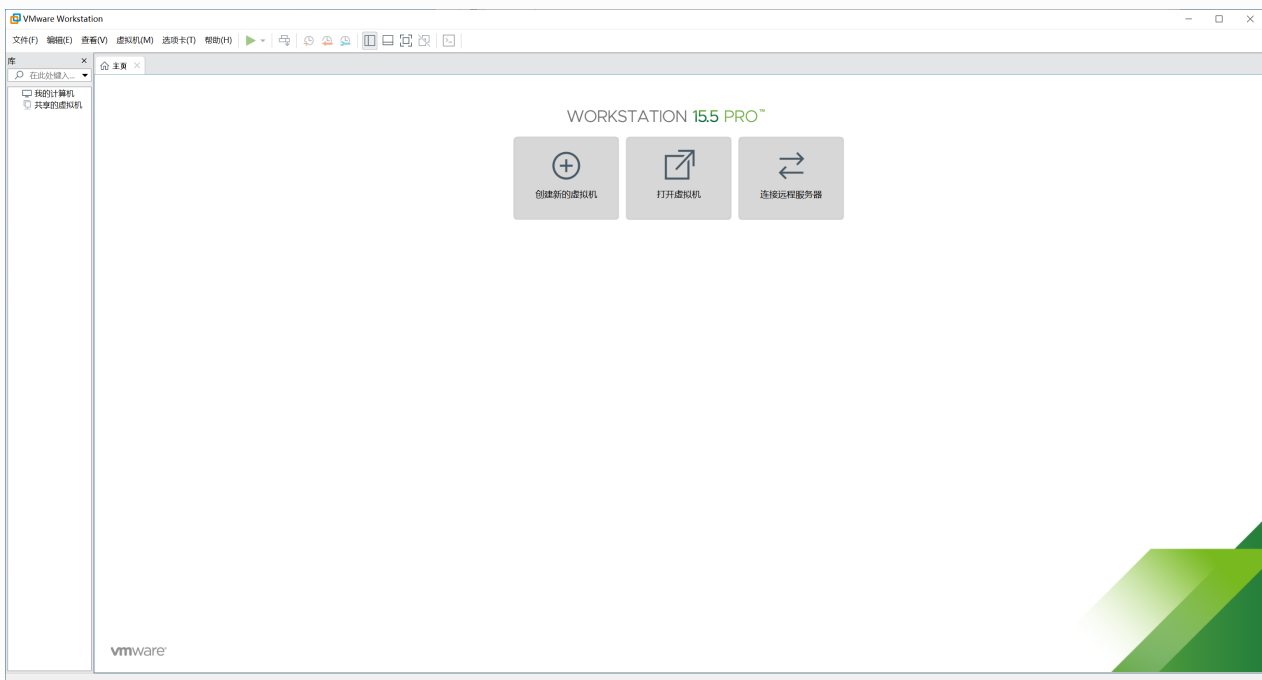 VMware Workstation
文件(F) 编辑(E) 查看(V) 虚拟机(M) 选项卡(T) 帮助(H)
库
在此处键入...
我的计算机
共享的虚拟机
主页
WORKSTATION 15.5 PRO™
创建新的虚拟机
打开虚拟机
连接远程服务器
vmware®